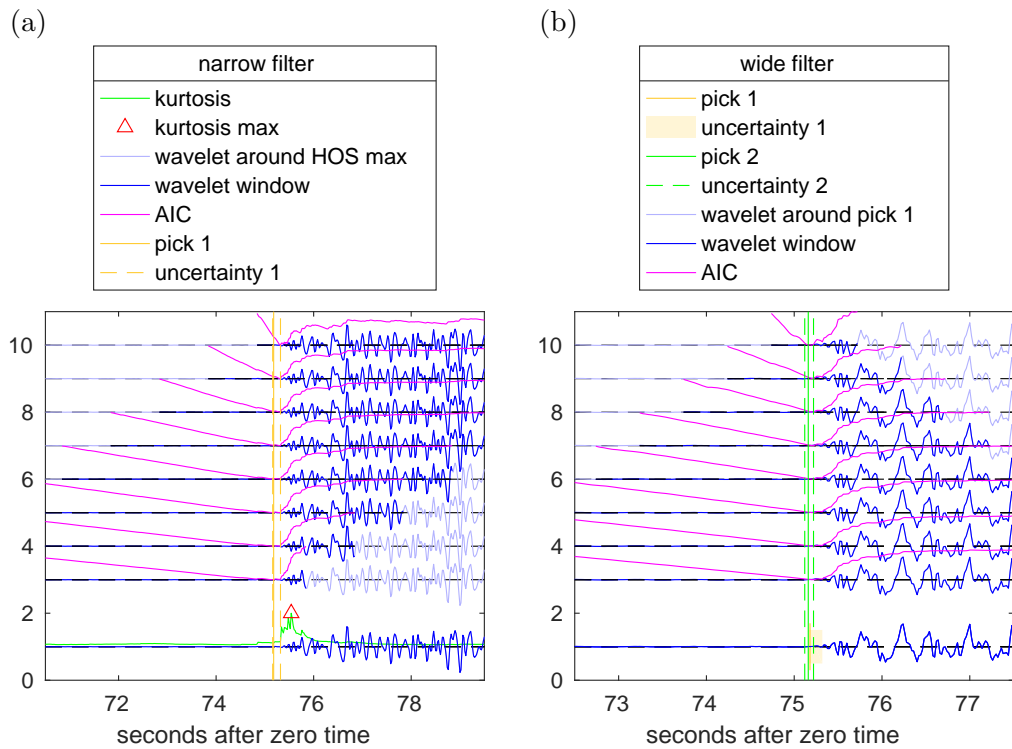 (a)
narrow filter
kurtosis
kurtosis max
wavelet around HOS max
wavelet window
AIC
pick 1
uncertainty 1
10
8
6
4
2
0
72
74
76
78
seconds after zero time
(b)
wide filter
pick 1
uncertainty 1
pick 2
uncertainty 2
wavelet around pick 1
wavelet window
AIC
10
8
6
4
2
0
73
74
75
76
77
seconds after zero time